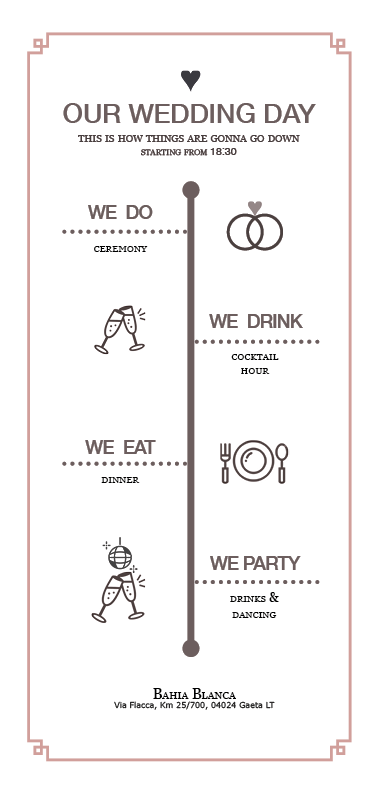 OUR WEDDING DAY
THIS IS HOW THINGS ARE GONNA GO DOWN
STARTING FROM 18:30
WE DO
CEREMONY
WE DRINK
COCKTAIL
HOUR
WE EAT
DINNER
WE PARTY
DRINKS &
DANCING
BAHIA BLANCA
Via Flacca, Km 25/700, 04024 Gaeta LT